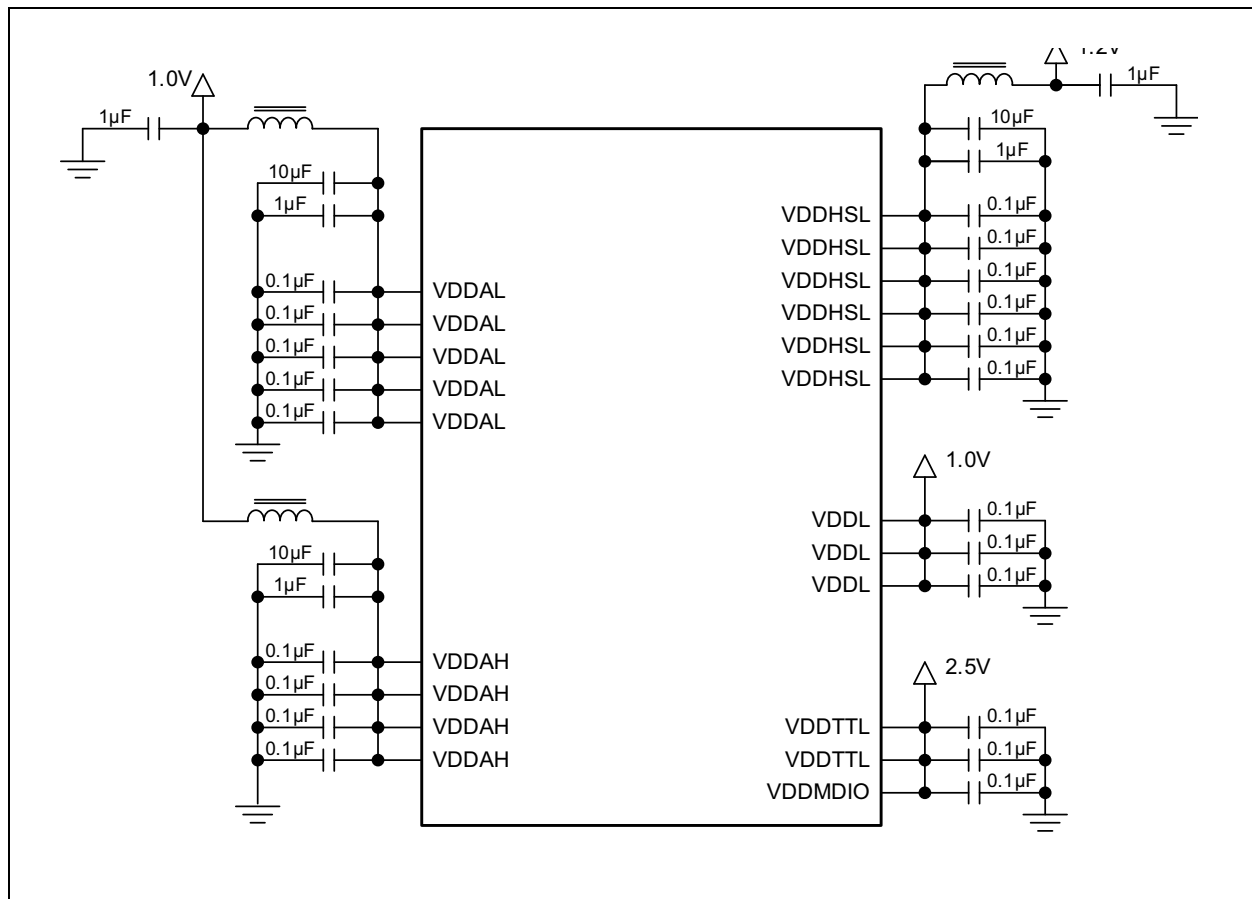 1.0V
1µF
10µF
1µF
0.1µF
0.1µF
0.1µF
0.1µF
0.1µF
VDDAL
VDDAL
VDDAL
VDDAL
VDDAL
10µF
1µF
0.1µF
0.1µF
0.1µF
0.1µF
VDDAH
VDDAH
VDDAH
VDDAH
1.2V
1µF
10µF
1µF
VDDHSL
0.1µF
VDDHSL
0.1µF
VDDHSL
0.1µF
VDDHSL
0.1µF
VDDHSL
0.1µF
VDDHSL
0.1µF
1.0V
VDDL
0.1µF
VDDL
0.1µF
VDDL
0.1µF
2.5V
VDDTTL
0.1µF
VDDTTL
0.1µF
VDDMDIO
0.1µF